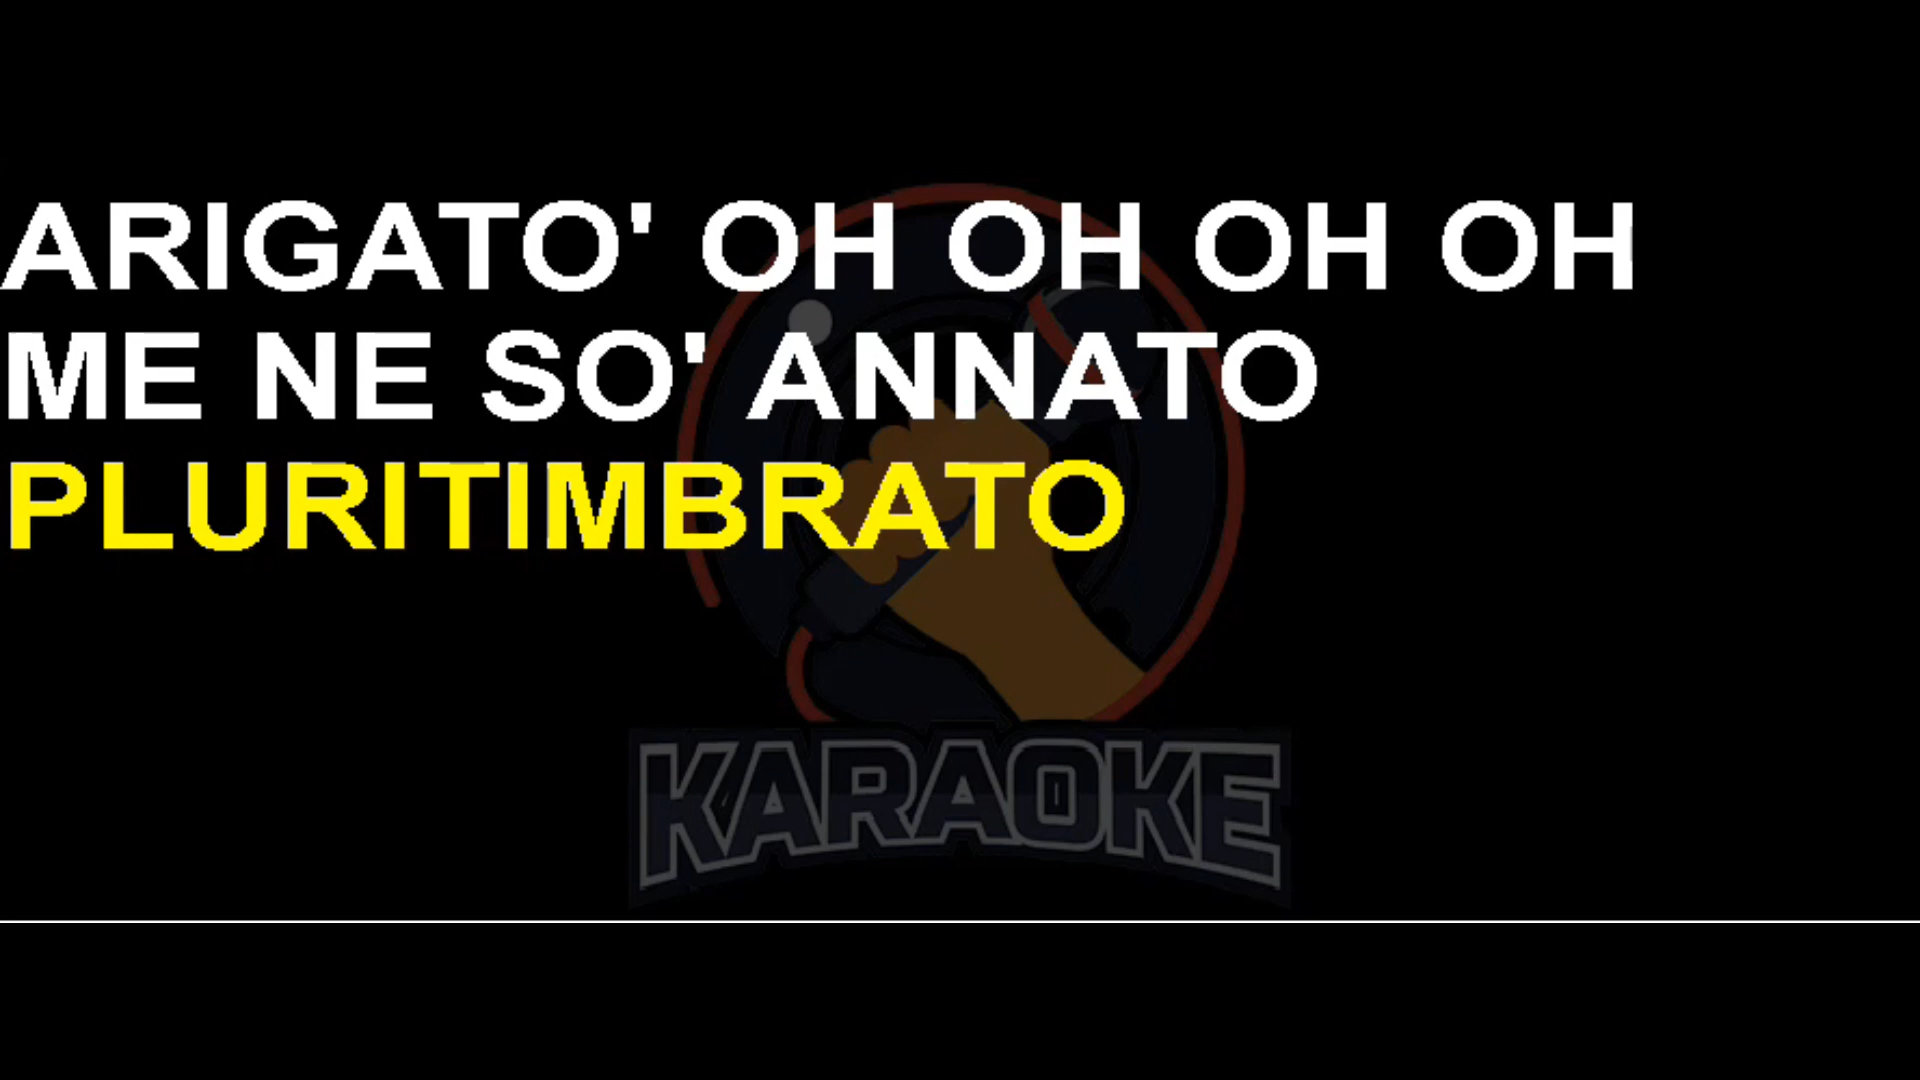 ARIGATO' OH OH OH OH
ME NE SO' ANNATO
PLURITIMBRATO
KARAOKE